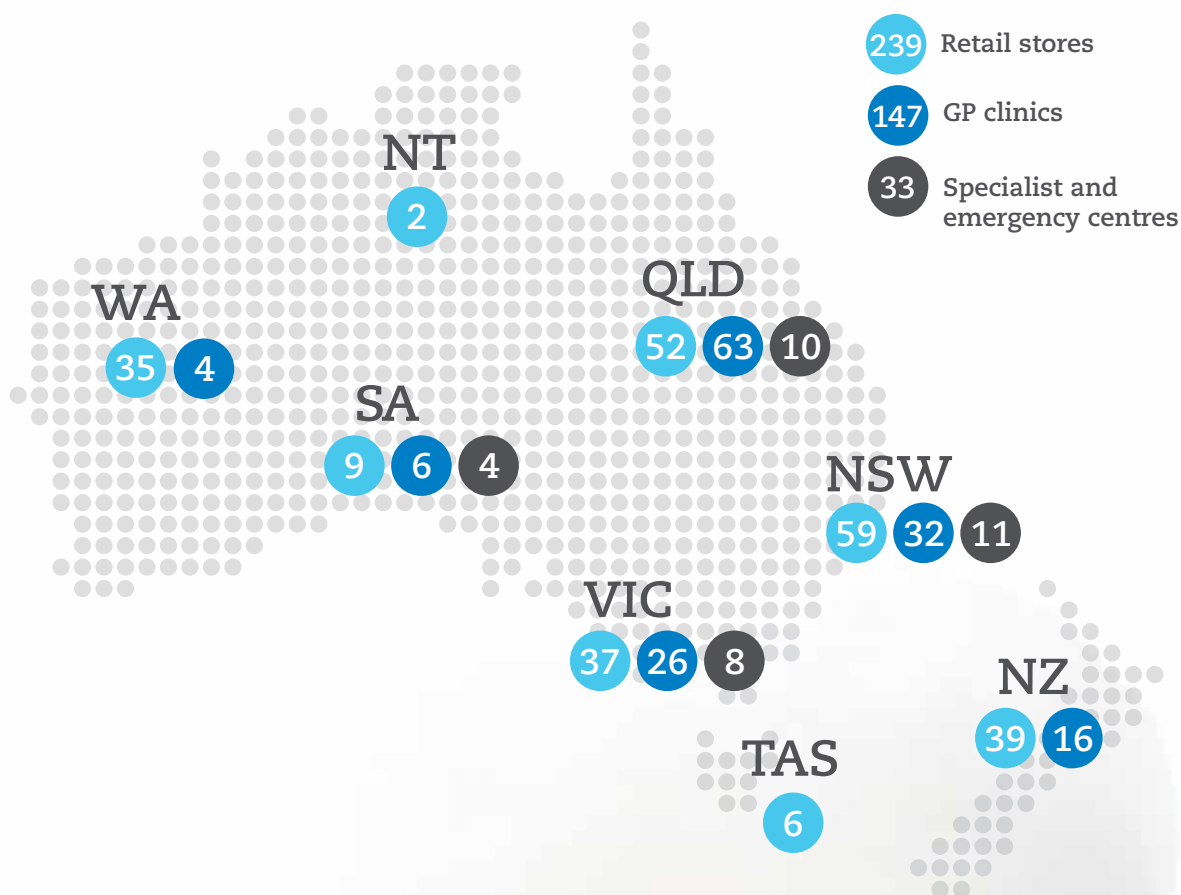 239 Retail stores
147 GP clinics
33 Specialist and
emergency centres
NT
2
WA
35 4
QLD
52 63 10
SA
9 6 4
NSW
59 32 11
VIC
37 26 8
NZ
39 16
TAS
6